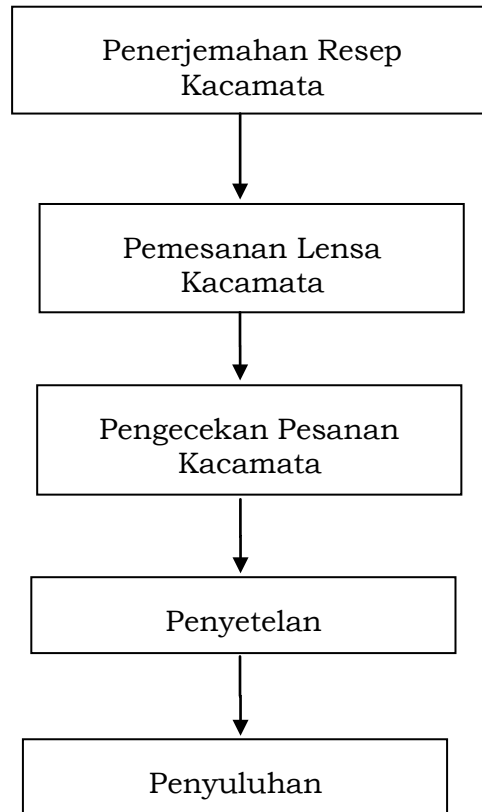 Penerjemahan Resep
Kacamata
Pemesanan Lensa
Kacamata
Pengecekan Pesanan
Kacamata
Penyetelan
Penyuluhan